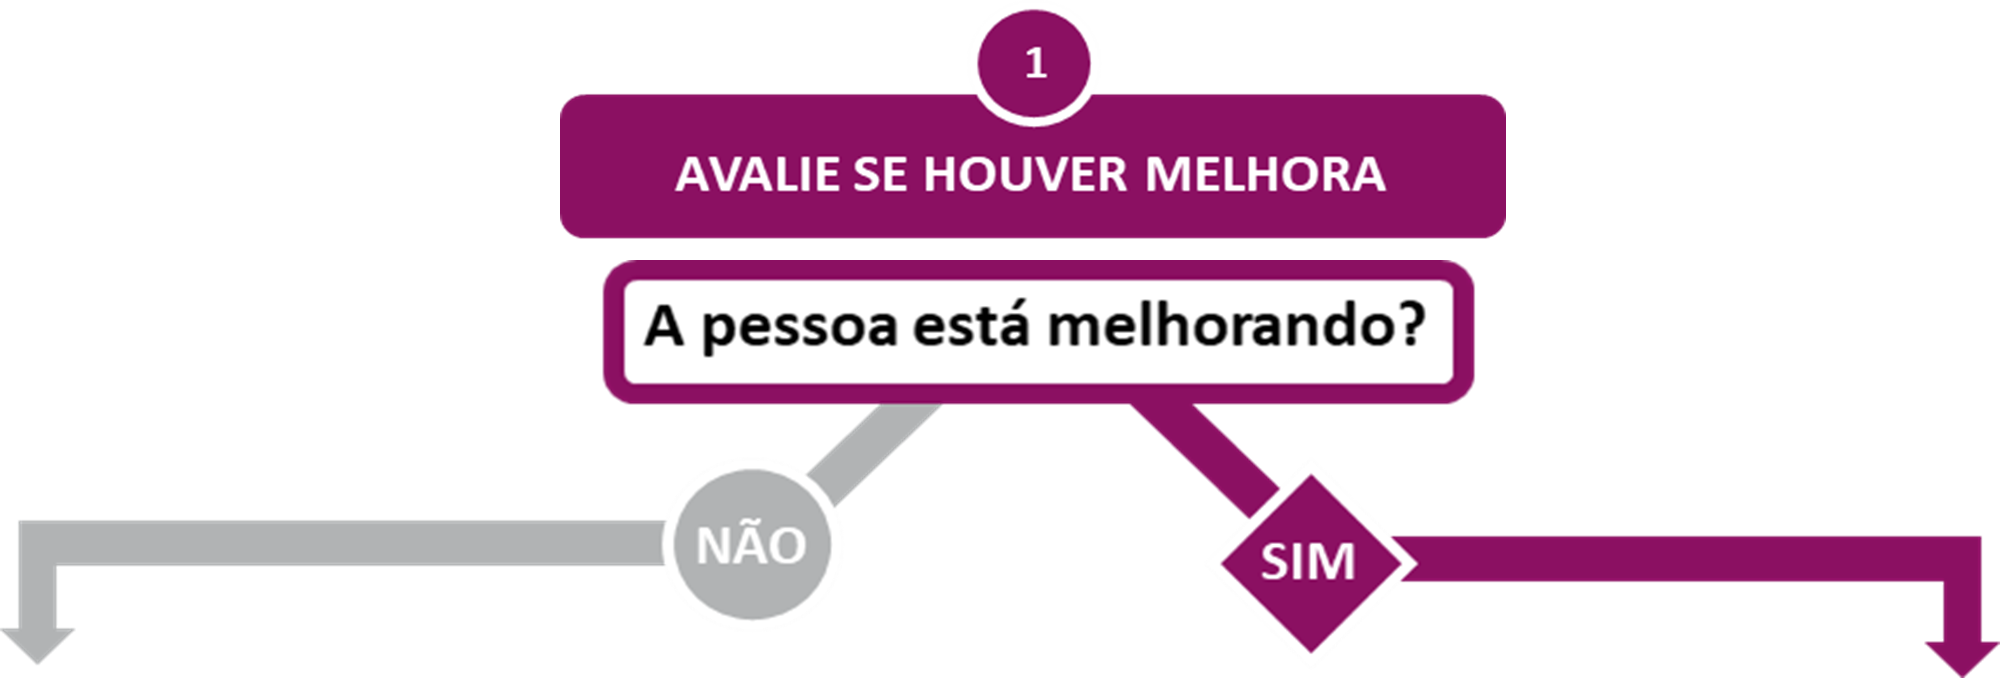 1
AVALIE SE HOUVER MELHORA
A pessoa está melhorando?
NÃO
SIM